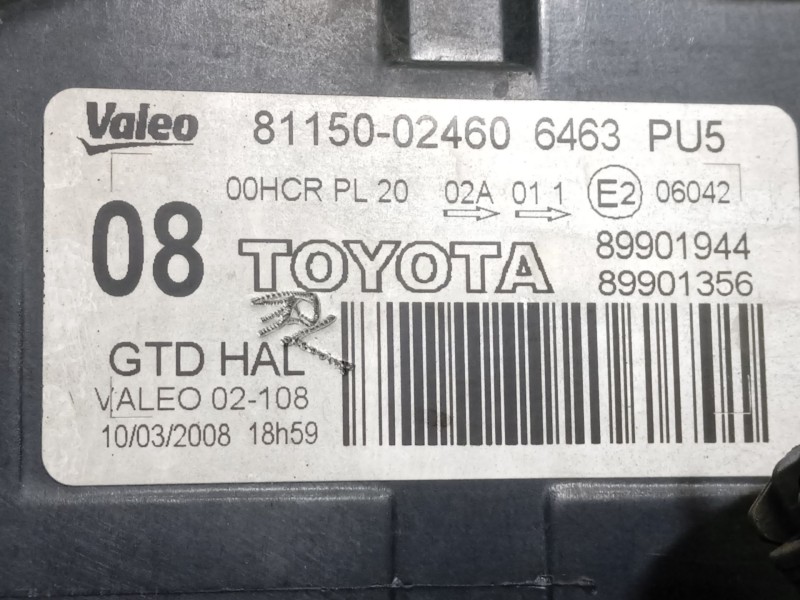 Valeo 81150-02460 6463 PU5
00HCR PL 20 02A 01 1 E2 06042
08 TOYOTA 89901944
89901356
GTD HAL
VALEO 02-108
10/03/2008 18h59